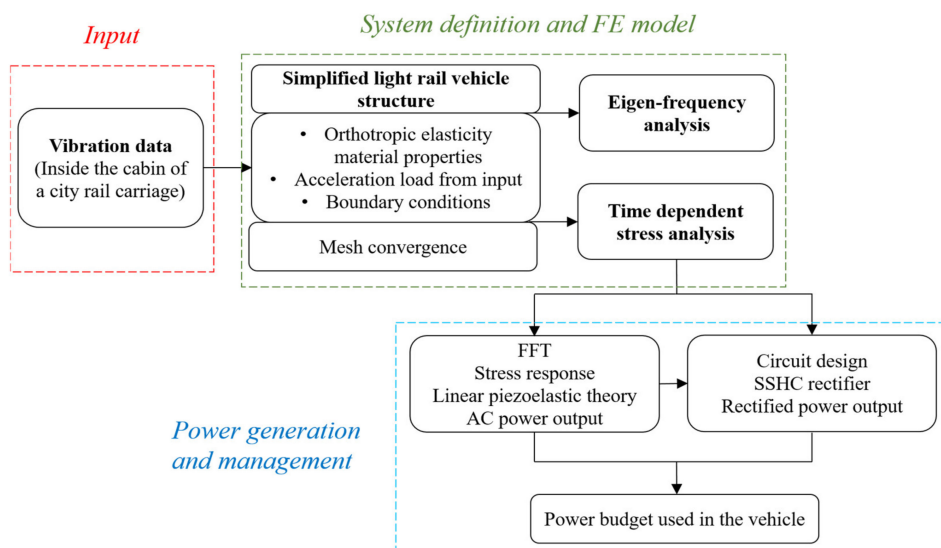 Input
System definition and FE model
Vibration data
(Inside the cabin of
a city rail carriage)
Simplified light rail vehicle
structure
• Orthotropic elasticity
material properties
• Acceleration load from input
• Boundary conditions
Mesh convergence
Eigen-frequency
analysis
Time dependent
stress analysis
Power generation
and management
FFT
Stress response
Linear piezoelastic theory
AC power output
Circuit design
SSHC rectifier
Rectified power output
Power budget used in the vehicle